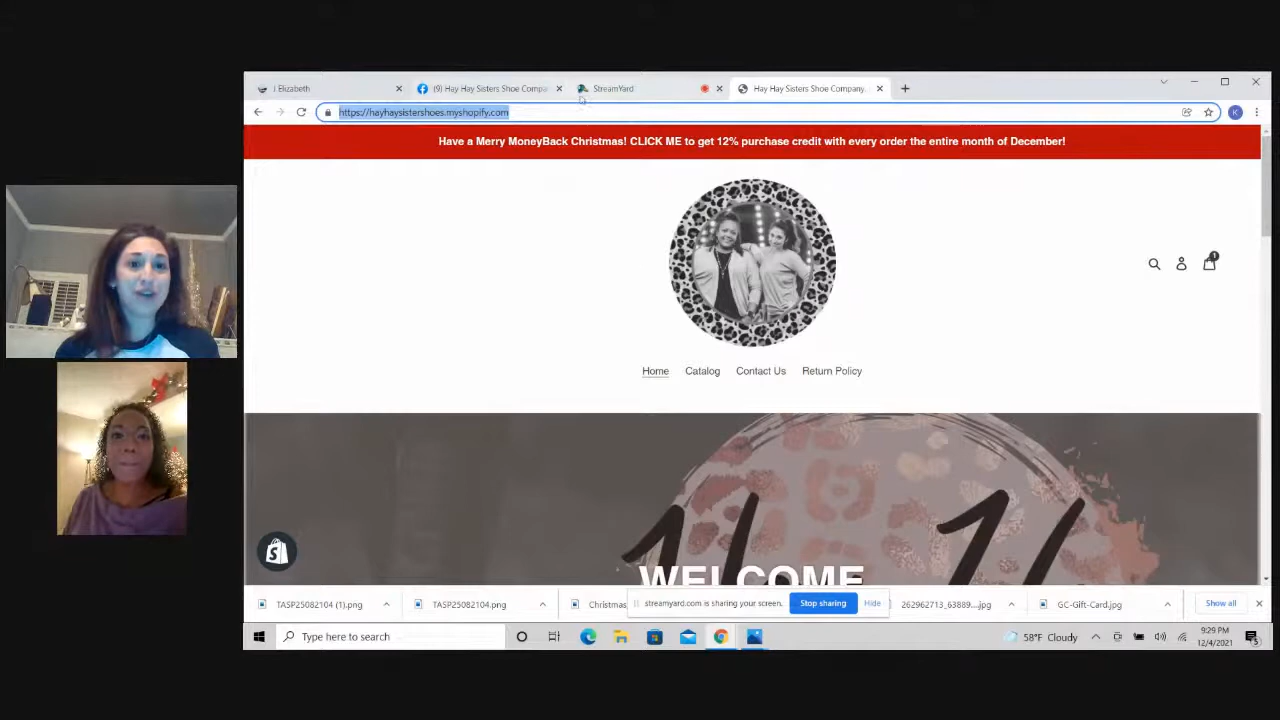 J Elizabeth
(9) Hay Hay Sisters Shoe Compa
StreamYard
Hay Hay Sisters Shoe Company
https://hayhaysistershoes.myshopify.com
K
Have a Merry MoneyBack Christmas! CLICK ME to get 12% purchase credit with every order the entire month of December!
1
Home Catalog Contact Us Return Policy
WELCOME
TASP25082104 (1).png
TASP25082104.png
Christmas
streamyard.com is sharing your screen.
Stop sharing
Hide
262962713_63889...jpg
GC-Gift-Card.jpg
Show all
Type here to search
58°F Cloudy
9:29 PM
12/4/2021
5